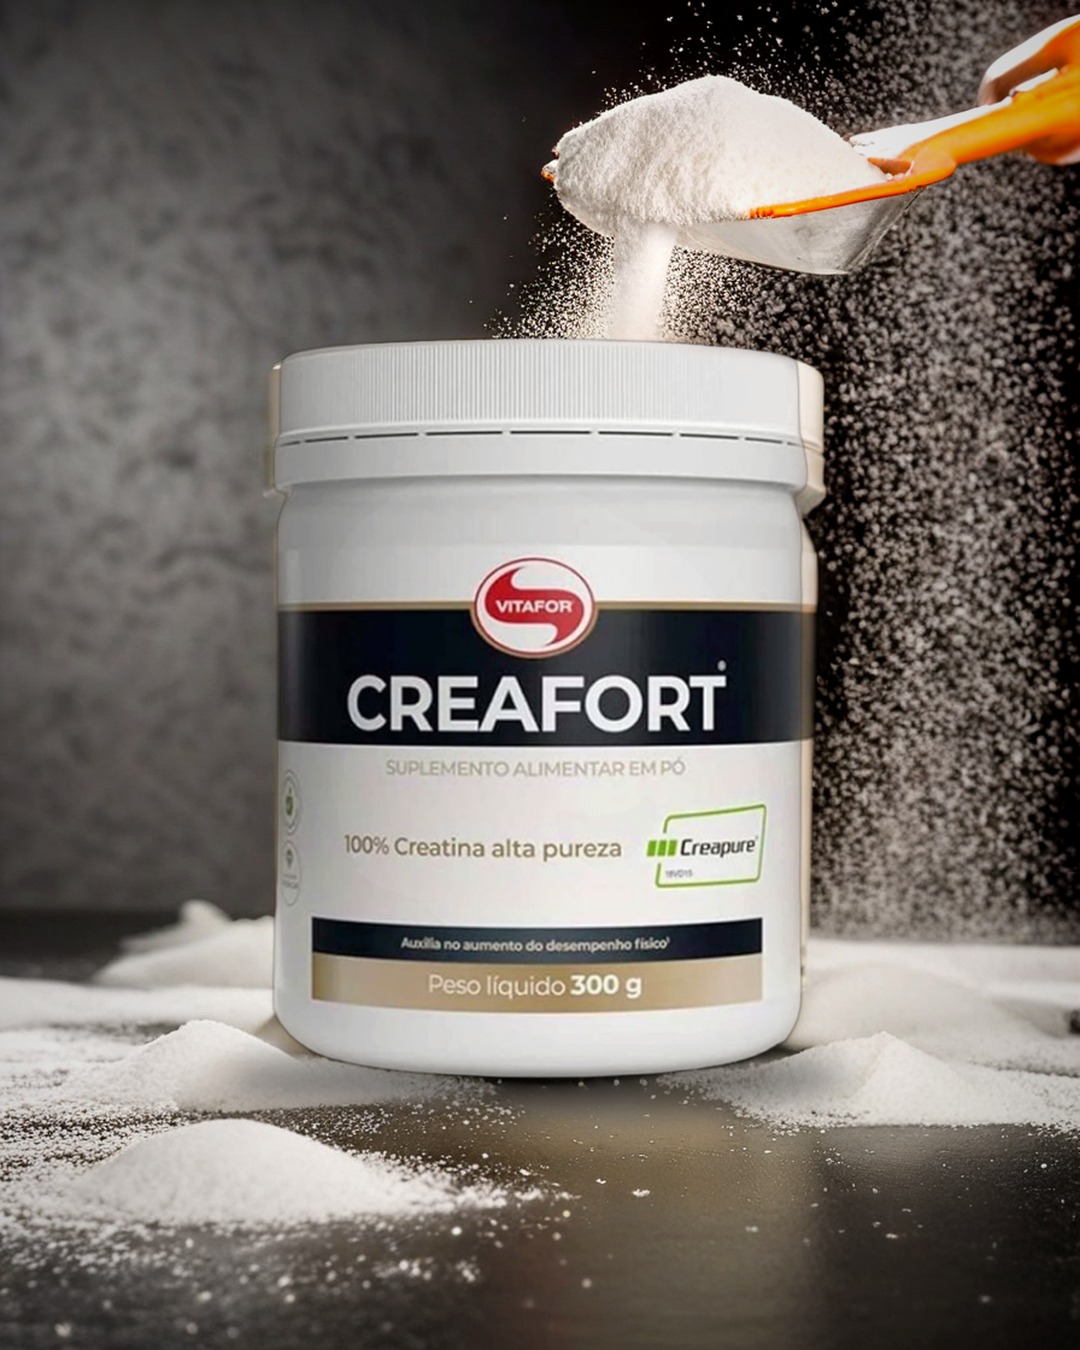 VITAFOR
CREAFORT®
SUPLEMENTO ALIMENTAR EM PÓ
100% Creatina alta pureza
Creapure®
Auxilia no aumento do desempenho físico¹
Peso líquido 300 g